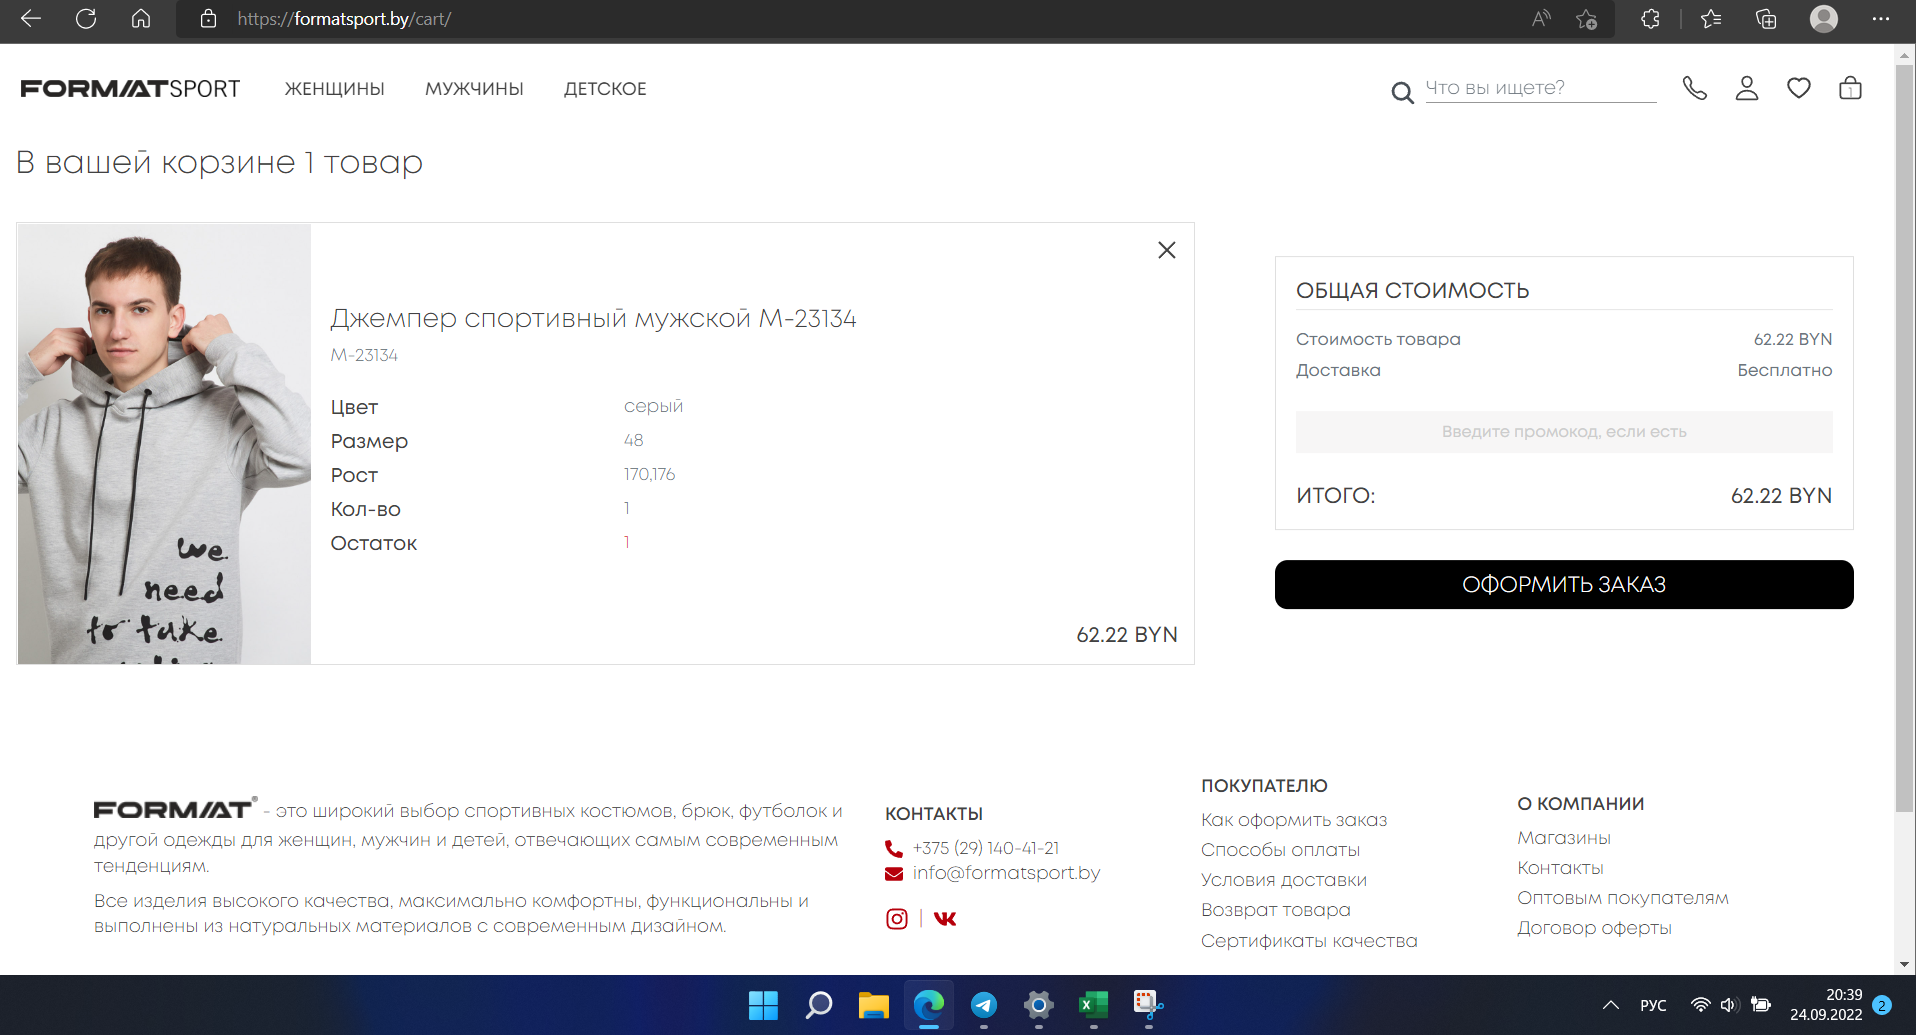 https://formatsport.by/cart/
FORMATSPORT ЖЕНЩИНЫ МУЖЧИНЫ ДЕТСКОЕ Что вы ищете? 1
В вашей корзине 1 товар
Джемпер спортивный мужской М-23134
М-23134
Цвет серый
Размер 48
Рост 170,176
Кол-во 1
Остаток 1
62.22 BYN
we
need
to take
ОБЩАЯ СТОИМОСТЬ
Стоимость товара 62.22 BYN
Доставка Бесплатно
Введите промокод, если есть
ИТОГО: 62.22 BYN
ОФОРМИТЬ ЗАКАЗ
FORMAT® - это широкий выбор спортивных костюмов, брюк, футболок и
другой одежды для женщин, мужчин и детей, отвечающих самым современным
тенденциям.
Все изделия высокого качества, максимально комфортны, функциональны и
выполнены из натуральных материалов с современным дизайном.
КОНТАКТЫ
+375 (29) 140-41-21
info@formatsport.by
ПОКУПАТЕЛЮ
Как оформить заказ
Способы оплаты
Условия доставки
Возврат товара
Сертификаты качества
О КОМПАНИИ
Магазины
Контакты
Оптовым покупателям
Договор оферты
РУС
20:39
24.09.2022
2